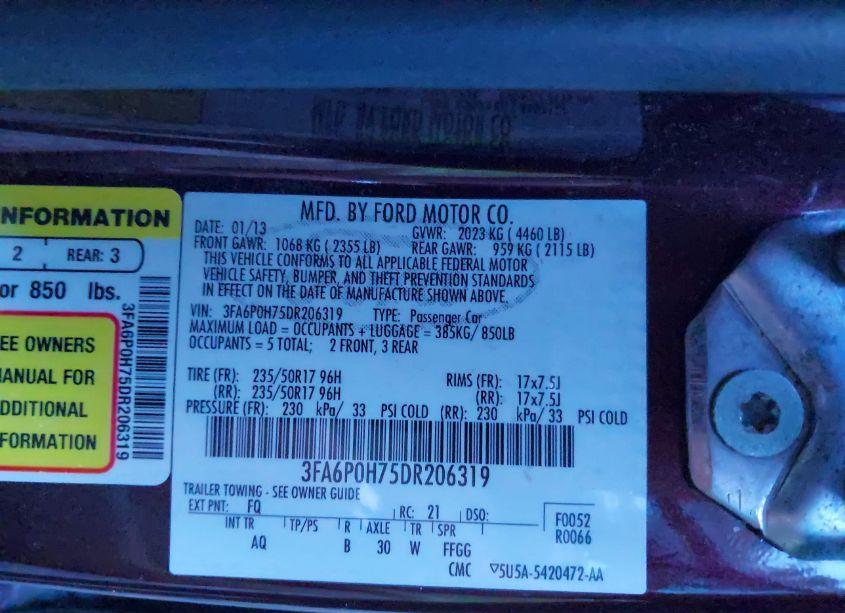 NFORMATION
2
REAR: 3
or 850 lbs.
EE OWNERS
MANUAL FOR
DDITIONAL
FORMATION
3FA6P0H75DR206319
MFD. BY FORD MOTOR CO.
DATE: 01/13
GVWR: 2023 KG ( 4460 LB)
FRONT GAWR: 1068 KG ( 2355 LB)
REAR GAWR: 959 KG ( 2115 LB)
THIS VEHICLE CONFORMS TO ALL APPLICABLE FEDERAL MOTOR
VEHICLE SAFETY, BUMPER, AND THEFT PREVENTION STANDARDS
IN EFFECT ON THE DATE OF MANUFACTURE SHOWN ABOVE.
VIN: 3FA6P0H75DR206319 TYPE: Passenger Car
MAXIMUM LOAD = OCCUPANTS + LUGGAGE = 385KG/ 850LB
OCCUPANTS = 5 TOTAL; 2 FRONT, 3 REAR
TIRE (FR): 235/50R17 96H RIMS (FR): 17x7.5J
(RR): 235/50R17 96H (RR): 17x7.5J
PRESSURE (FR): 230 kPa/ 33 PSI COLD (RR): 230 kPa/ 33 PSI COLD
3FA6P0H75DR206319
TRAILER TOWING - SEE OWNER GUIDE
EXT PNT: FQ RC: 21 DSO: F0052
R0066
INT TR TP/PS R AXLE TR SPR
AQ B 30 W FFGG
CMC ▽5U5A-5420472-AA